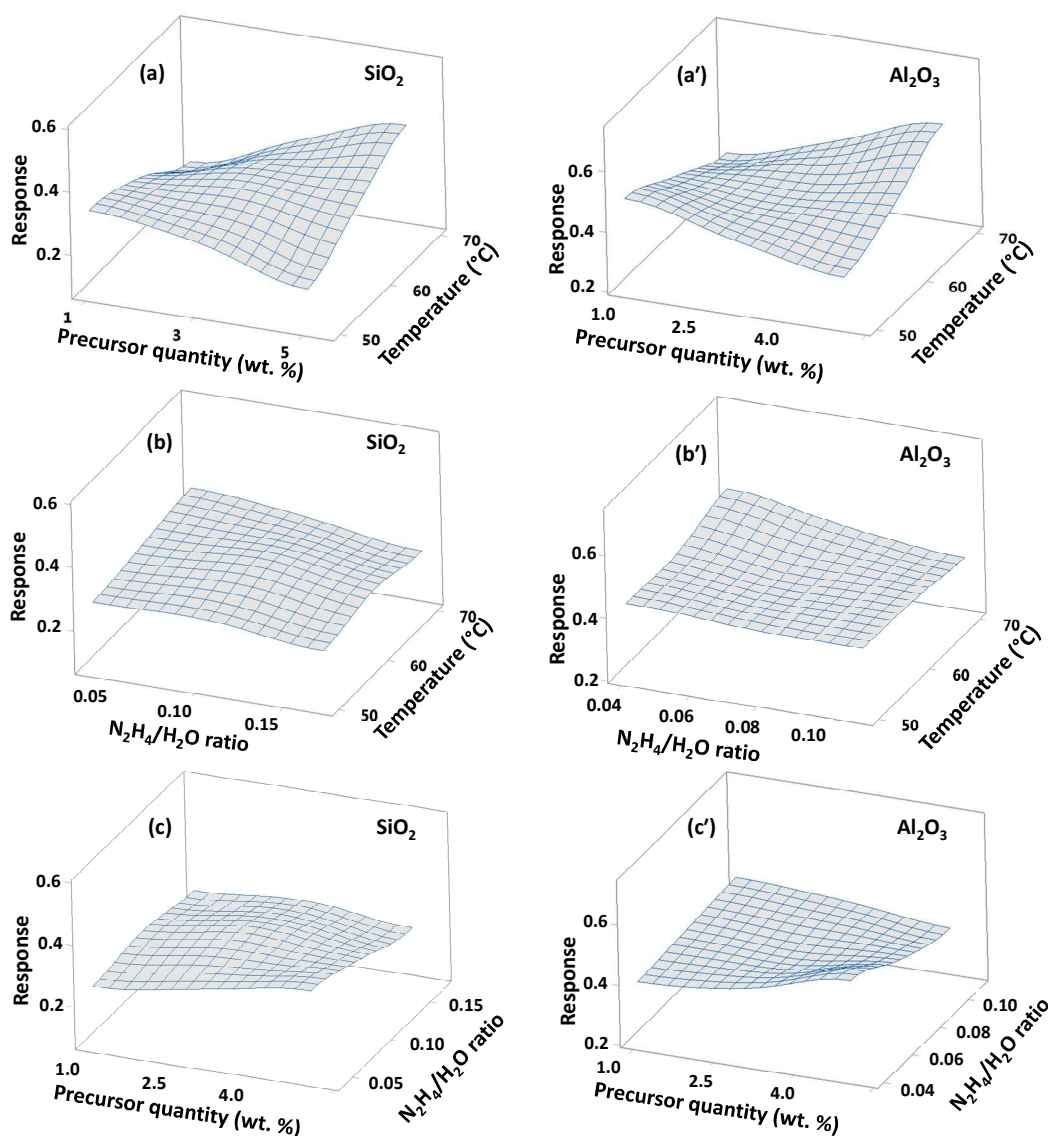 (a)
SiO₂
0.6
0.4
0.2
Response
1
3
5
Precursor quantity (wt. %)
50
60
70
Temperature (°C)
(a′)
Al₂O₃
0.6
0.4
0.2
Response
1.0
2.5
4.0
Precursor quantity (wt. %)
50
60
70
Temperature (°C)
(b)
SiO₂
0.6
0.4
0.2
Response
0.05
0.10
0.15
N₂H₄/H₂O ratio
50
60
70
Temperature (°C)
(b′)
Al₂O₃
0.6
0.4
0.2
Response
0.04
0.06
0.08
0.10
N₂H₄/H₂O ratio
50
60
70
Temperature (°C)
(c)
SiO₂
0.6
0.4
0.2
Response
1.0
2.5
4.0
Precursor quantity (wt. %)
0.05
0.10
0.15
N₂H₄/H₂O ratio
(c′)
Al₂O₃
0.6
0.4
0.2
Response
1.0
2.5
4.0
Precursor quantity (wt. %)
0.04
0.06
0.08
0.10
N₂H₄/H₂O ratio